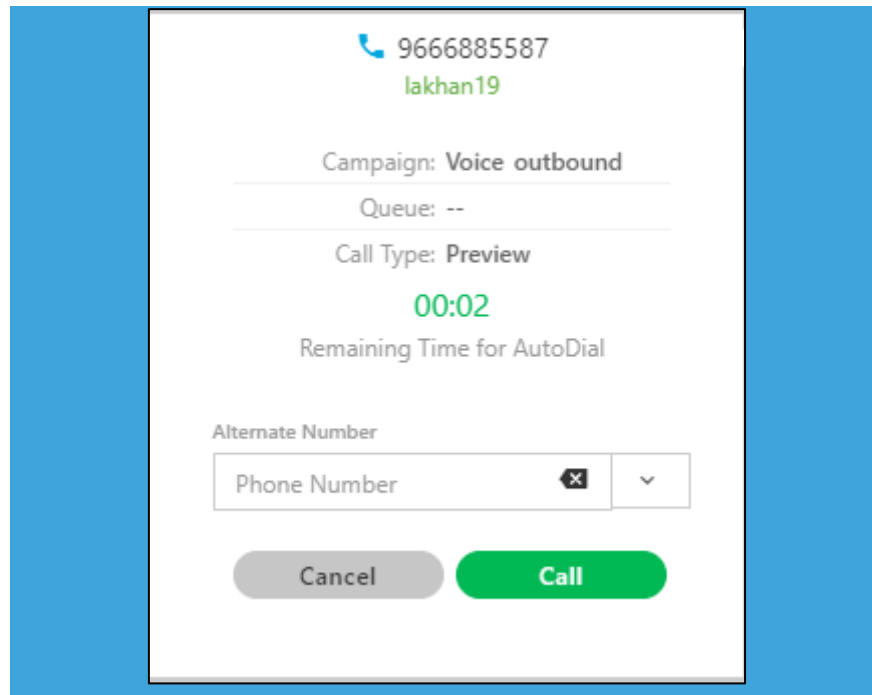 9666885587
lakhan19
Campaign: Voice outbound
Queue: --
Call Type: Preview
00:02
Remaining Time for AutoDial
Alternate Number
Phone Number
Cancel Call